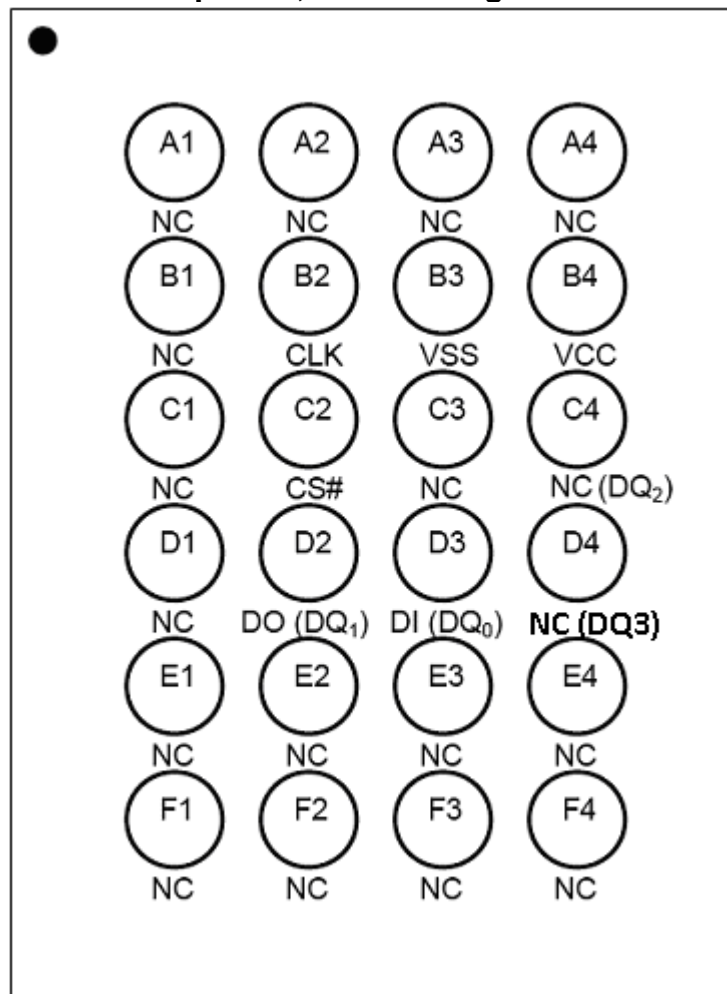 A1 A2 A3 A4
NC NC NC NC
B1 B2 B3 B4
NC CLK VSS VCC
C1 C2 C3 C4
NC CS# NC NC (DQ₂)
D1 D2 D3 D4
NC DO (DQ₁) DI (DQ₀) NC (DQ3)
E1 E2 E3 E4
NC NC NC NC
F1 F2 F3 F4
NC NC NC NC